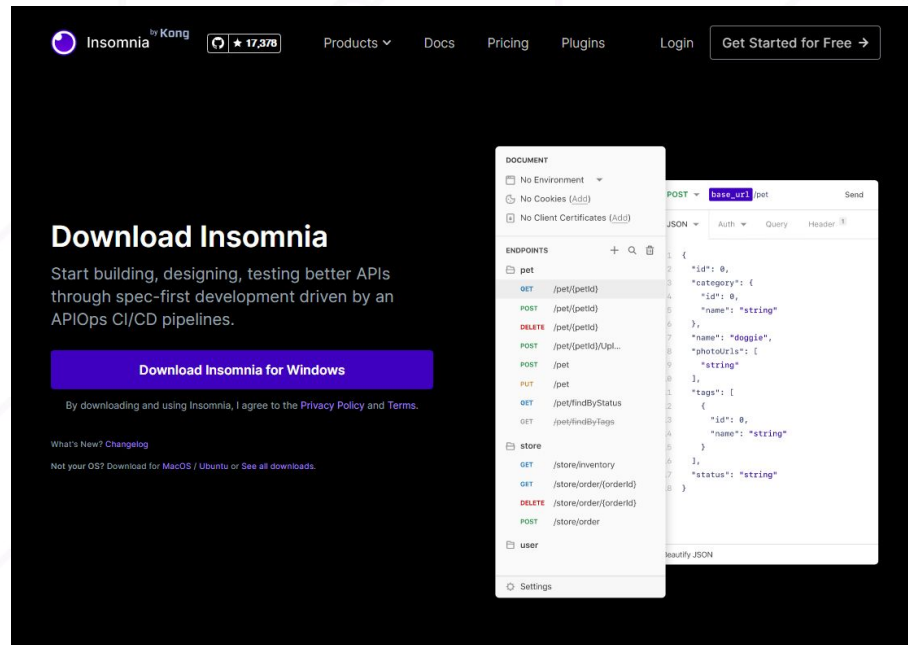 Insomnia by Kong ★ 17,378 Products Docs Pricing Plugins Login Get Started for Free →
Download Insomnia
Start building, designing, testing better APIs
through spec-first development driven by an
APIOps CI/CD pipelines.
Download Insomnia for Windows
By downloading and using Insomnia, I agree to the Privacy Policy and Terms.
What's New? Changelog
Not your OS? Download for MacOS / Ubuntu or See all downloads.
DOCUMENT
No Environment
No Cookies (Add)
No Client Certificates (Add)
ENDPOINTS
pet
GET /pet/{petId}
POST /pet/{petId}
DELETE /pet/{petId}
POST /pet/{petId}/Upl...
POST /pet
PUT /pet
GET /pet/findByStatus
GET /pet/findByTags
store
GET /store/inventory
GET /store/order/{orderId}
DELETE /store/order/{orderId}
POST /store/order
user
Settings
POST base_url /pet Send
JSON Auth Query Header 1
{
"id": 0,
"category": {
"id": 0,
"name": "string"
},
"name": "doggie",
"photoUrls": [
"string"
],
"tags": [
{
"id": 0,
"name": "string"
}
],
"status": "string"
}
Beautify JSON